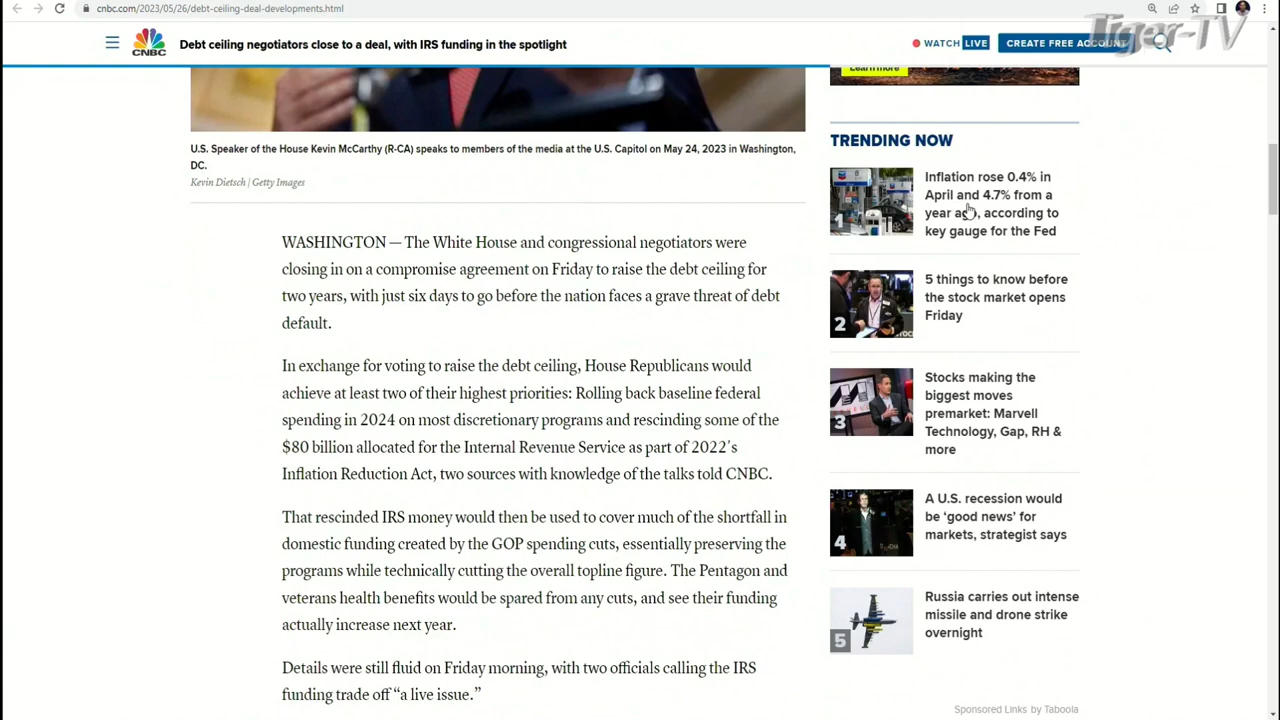 cnbc.com/2023/05/26/debt-ceiling-deal-developments.html
Tiger-TV
CNBC
Debt ceiling negotiators close to a deal, with IRS funding in the spotlight
WATCH LIVE
CREATE FREE ACCOUNT
Learn more
U.S. Speaker of the House Kevin McCarthy (R-CA) speaks to members of the media at the U.S. Capitol on May 24, 2023 in Washington,
DC.
Kevin Dietsch | Getty Images
WASHINGTON — The White House and congressional negotiators were
closing in on a compromise agreement on Friday to raise the debt ceiling for
two years, with just six days to go before the nation faces a grave threat of debt
default.
In exchange for voting to raise the debt ceiling, House Republicans would
achieve at least two of their highest priorities: Rolling back baseline federal
spending in 2024 on most discretionary programs and rescinding some of the
$80 billion allocated for the Internal Revenue Service as part of 2022's
Inflation Reduction Act, two sources with knowledge of the talks told CNBC.
That rescinded IRS money would then be used to cover much of the shortfall in
domestic funding created by the GOP spending cuts, essentially preserving the
programs while technically cutting the overall topline figure. The Pentagon and
veterans health benefits would be spared from any cuts, and see their funding
actually increase next year.
Details were still fluid on Friday morning, with two officials calling the IRS
funding trade off “a live issue.”
TRENDING NOW
1
Inflation rose 0.4% in
April and 4.7% from a
year ago, according to
key gauge for the Fed
2
5 things to know before
the stock market opens
Friday
3
Stocks making the
biggest moves
premarket: Marvell
Technology, Gap, RH &
more
4
A U.S. recession would
be ‘good news’ for
markets, strategist says
5
Russia carries out intense
missile and drone strike
overnight
Sponsored Links by Taboola